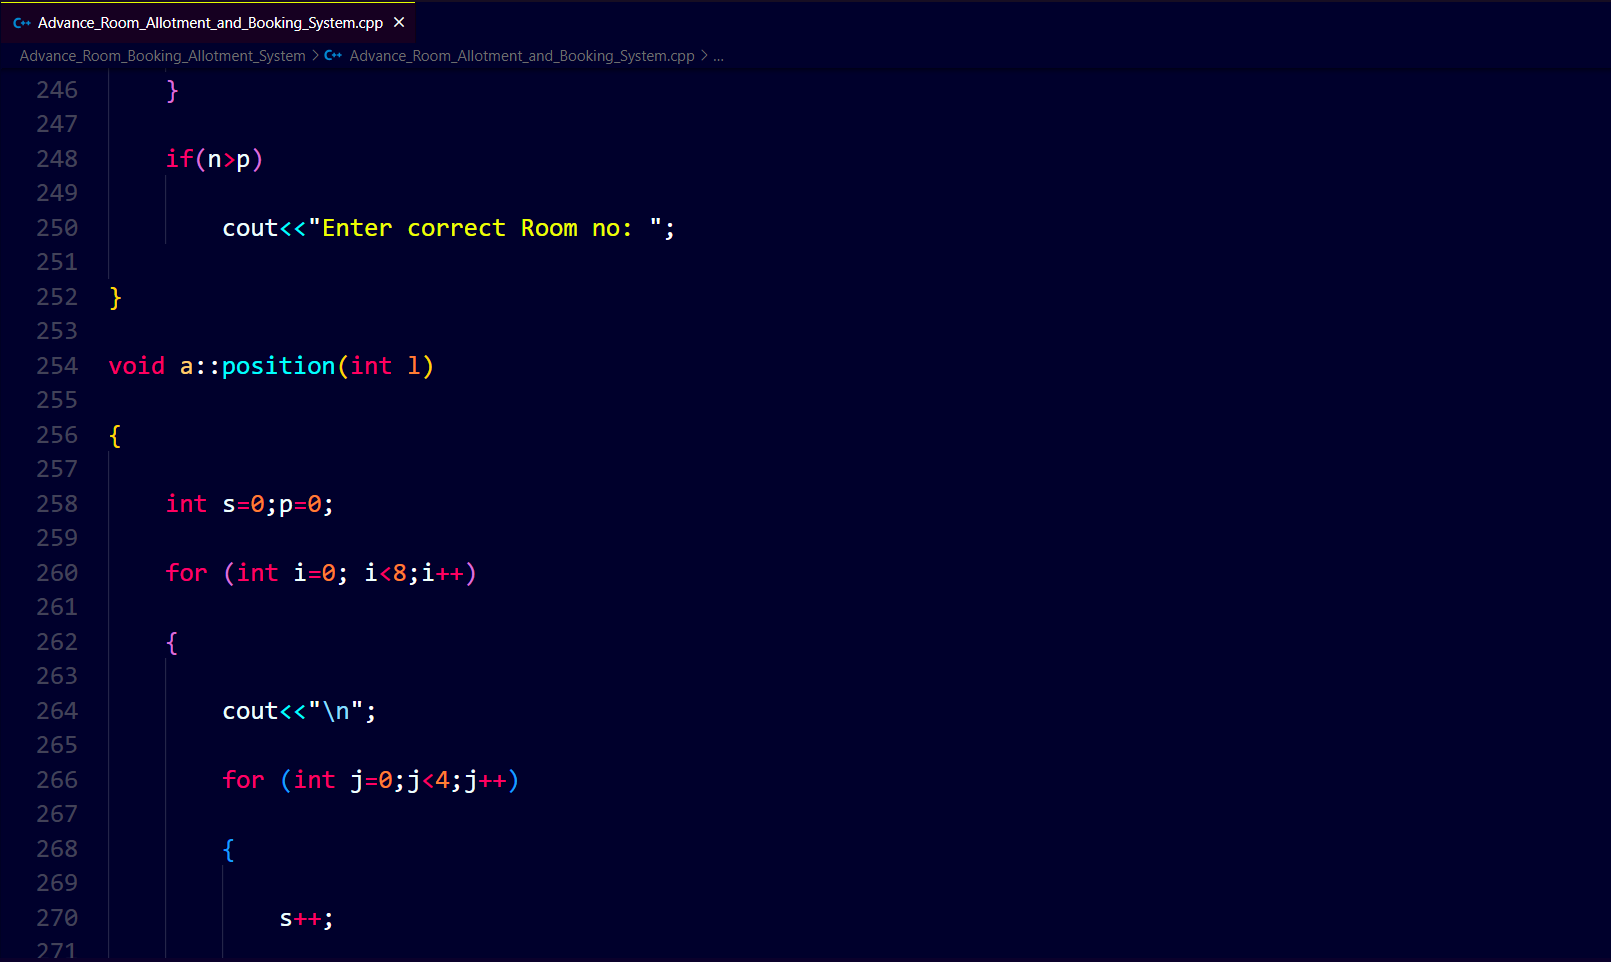 C++ Advance_Room_Allotment_and_Booking_System.cpp ×
Advance_Room_Booking_Allotment_System > C++ Advance_Room_Allotment_and_Booking_System.cpp > ...
246 }
247
248 if(n>p)
249
250 cout<<"Enter correct Room no: ";
251
252 }
253
254 void a::position(int l)
255
256 {
257
258 int s=0;p=0;
259
260 for (int i=0; i<8;i++)
261
262 {
263
264 cout<<"\n";
265
266 for (int j=0;j<4;j++)
267
268 {
269
270 s++;
271